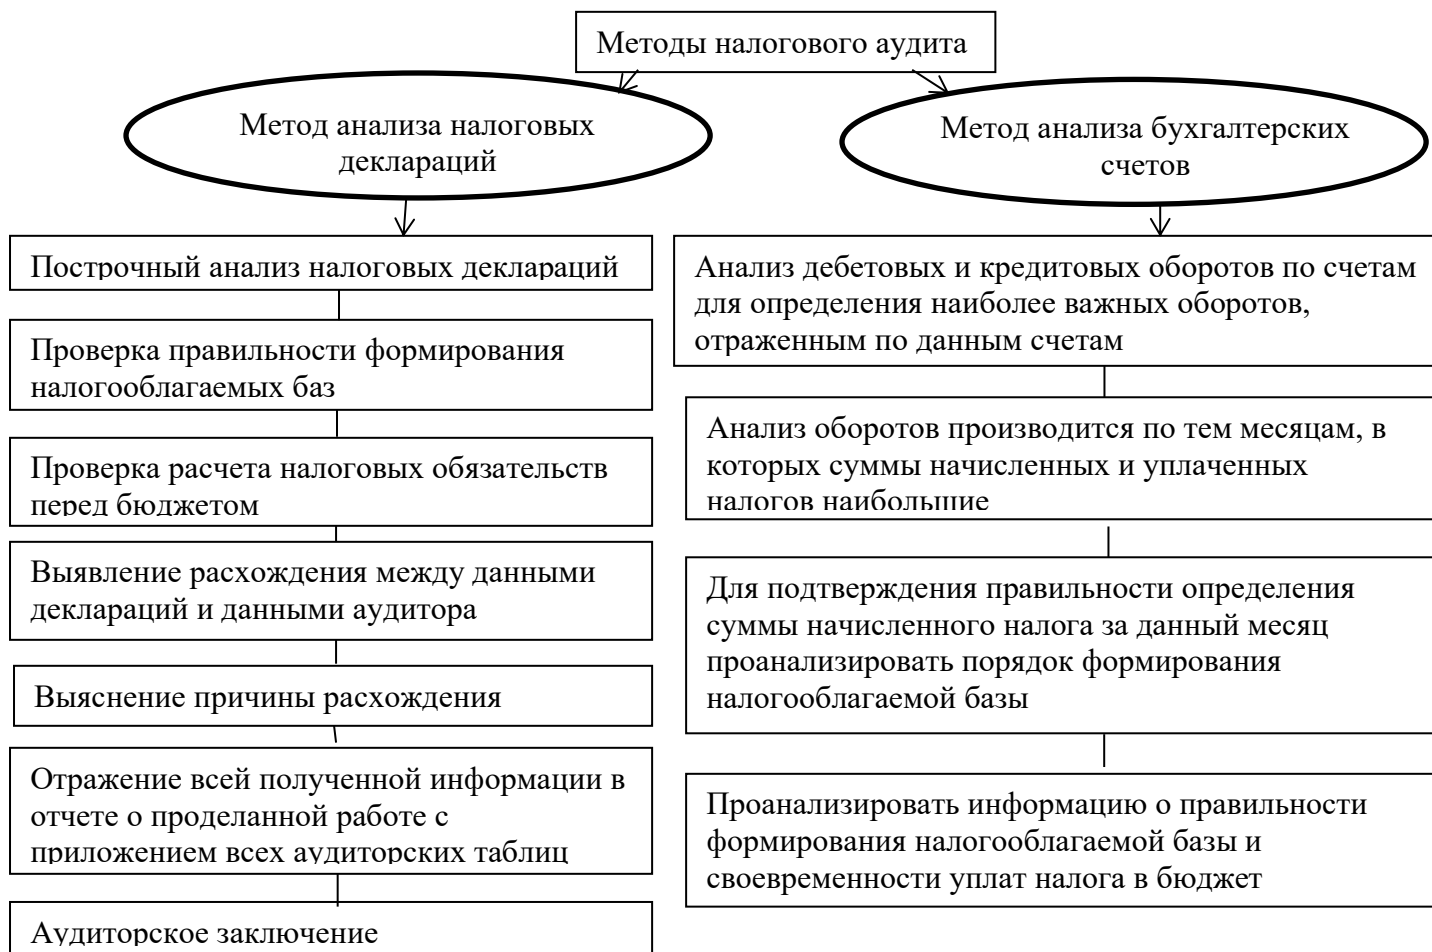 Методы налогового аудита
Метод анализа налоговых
деклараций
Метод анализа бухгалтерских
счетов
Построчный анализ налоговых деклараций
Проверка правильности формирования
налогооблагаемых баз
Проверка расчета налоговых обязательств
перед бюджетом
Выявление расхождения между данными
деклараций и данными аудитора
Выяснение причины расхождения
Отражение всей полученной информации в
отчете о проделанной работе с
приложением всех аудиторских таблиц
Аудиторское заключение
Анализ дебетовых и кредитовых оборотов по счетам
для определения наиболее важных оборотов,
отраженным по данным счетам
Анализ оборотов производится по тем месяцам, в
которых суммы начисленных и уплаченных
налогов наибольшие
Для подтверждения правильности определения
суммы начисленного налога за данный месяц
проанализировать порядок формирования
налогооблагаемой базы
Проанализировать информацию о правильности
формирования налогооблагаемой базы и
своевременности уплат налога в бюджет